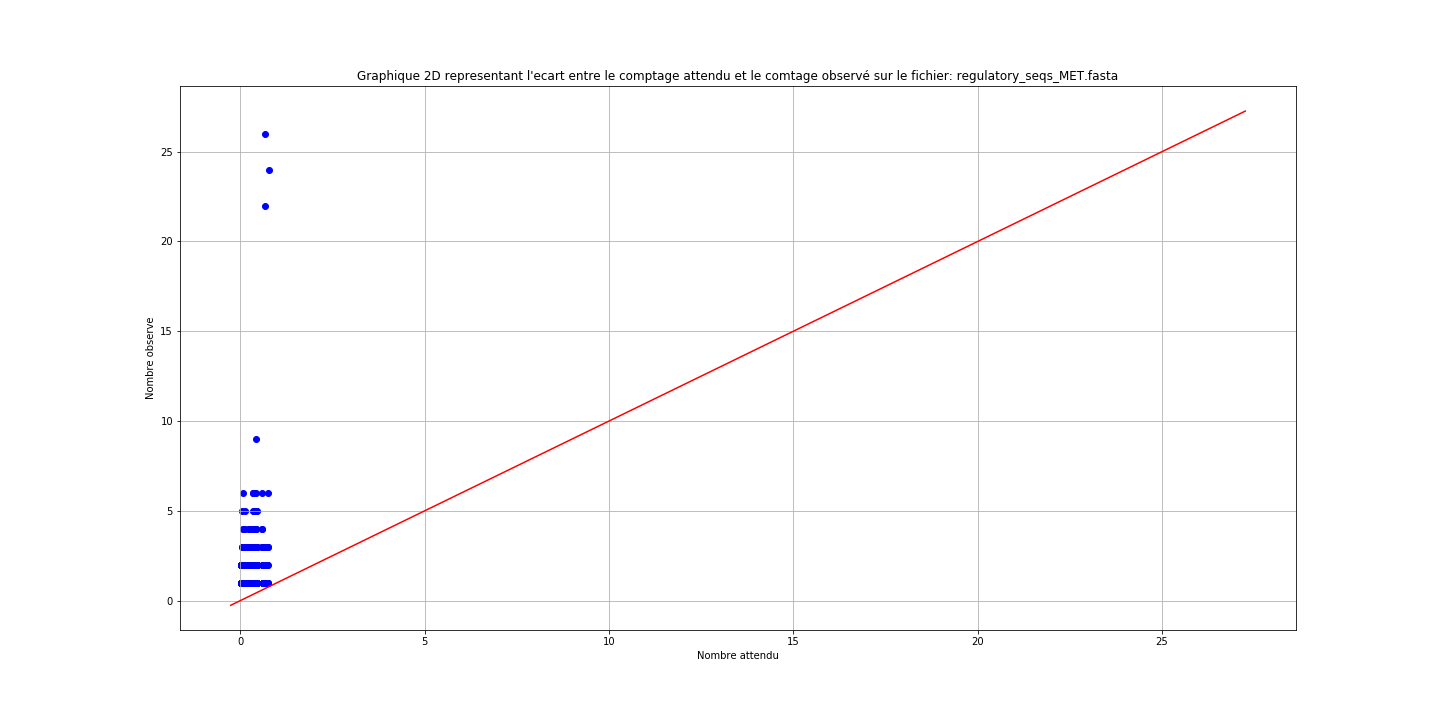 Graphique 2D representant l'ecart entre le comptage attendu et le comtage observé sur le fichier: regulatory_seqs_MET.fasta
25
20
15
10
5
0
Nombre observe
0 5 10 15 20 25
Nombre attendu